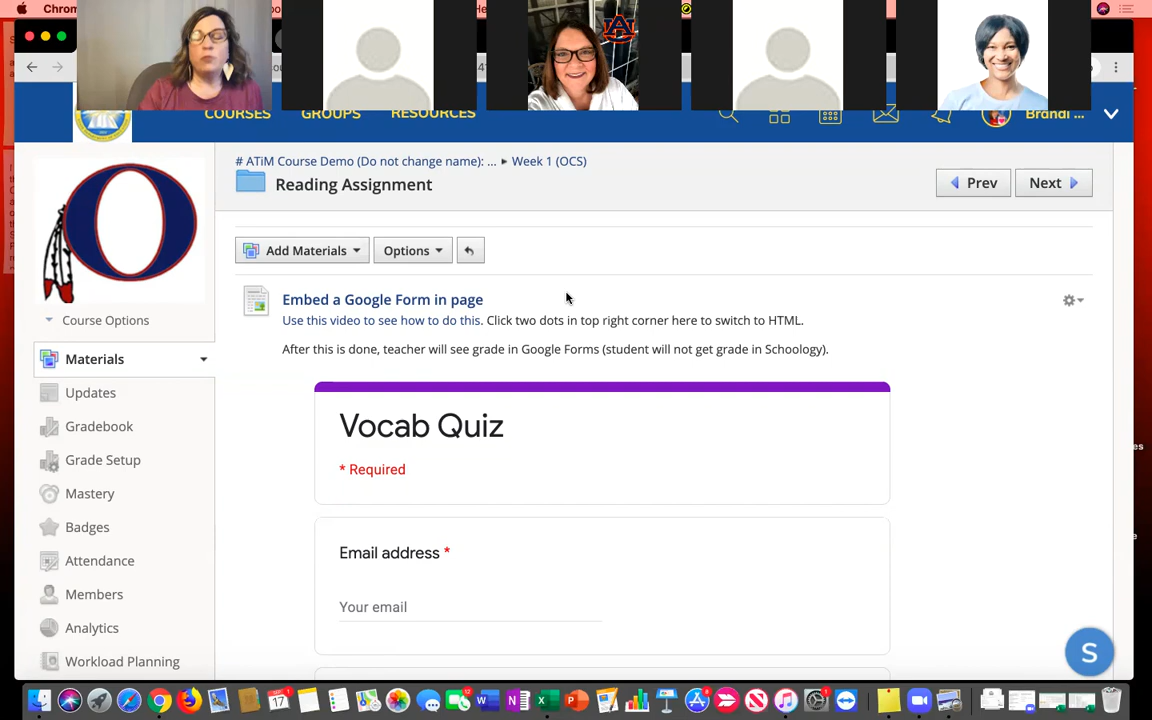 Chrom
COURSES
GROUPS
RESOURCES
Brandi ...
# ATiM Course Demo (Do not change name): ...
Week 1 (OCS)
Reading Assignment
Prev
Next
Add Materials
Options
Embed a Google Form in page
Use this video to see how to do this. Click two dots in top right corner here to switch to HTML.
After this is done, teacher will see grade in Google Forms (student will not get grade in Schoology).
Vocab Quiz
* Required
Email address *
Your email
Course Options
Materials
Updates
Gradebook
Grade Setup
Mastery
Badges
Attendance
Members
Analytics
Workload Planning
S
17